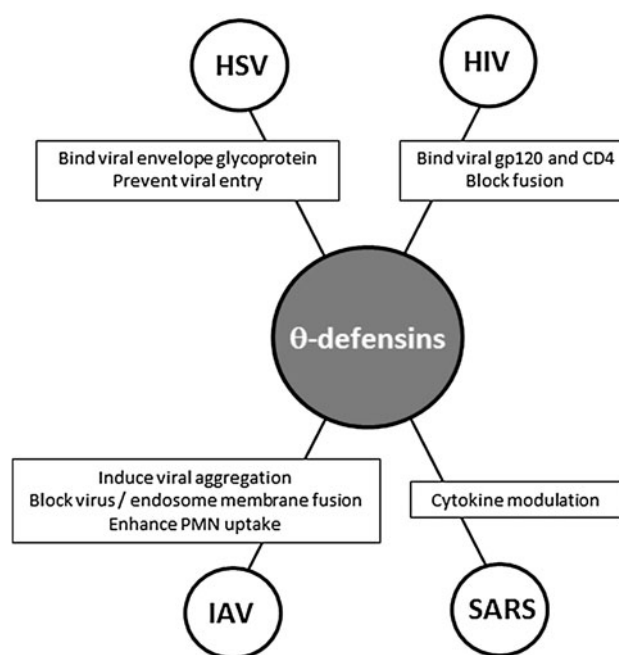 HSV
HIV
Bind viral envelope glycoprotein
Prevent viral entry
Bind viral gp120 and CD4
Block fusion
θ-defensins
Induce viral aggregation
Block virus / endosome membrane fusion
Enhance PMN uptake
Cytokine modulation
IAV
SARS